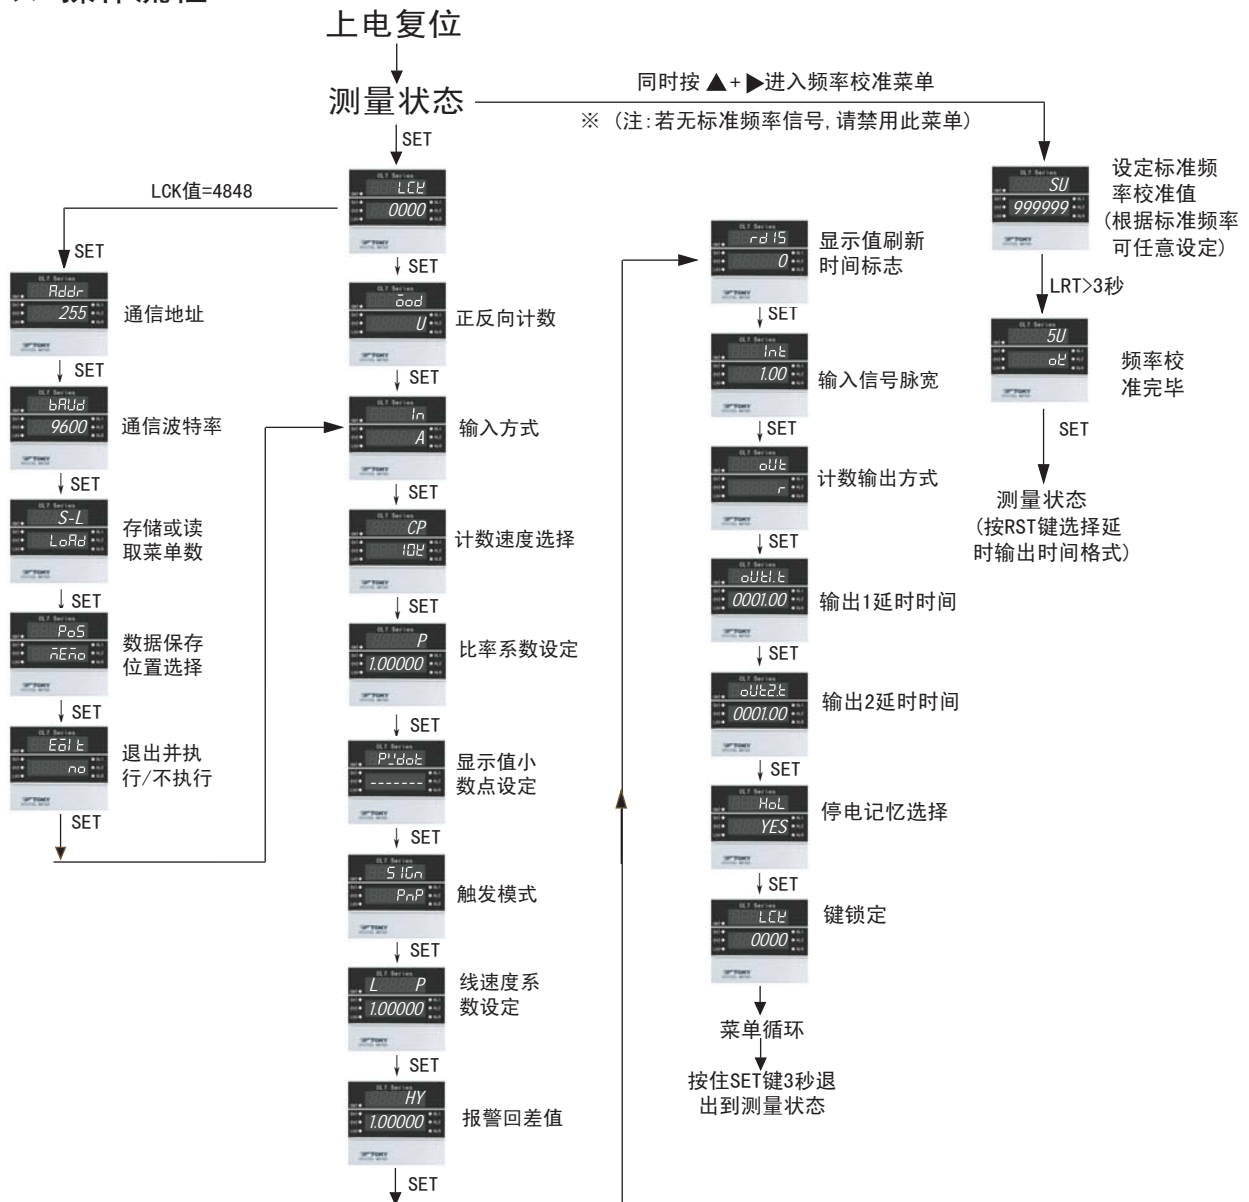 上电复位
测量状态
同时按 ▲+▶进入频率校准菜单
※ (注:若无标准频率信号,请禁用此菜单)
SET
LCK值=4848
SET
LCK
0000
SET
Addr
255
通信地址
SET
bAUd
9600
通信波特率
SET
S-L
LoAd
存储或读
取菜单数
SET
PoS
数据保存
位置选择
SET
no
退出并执
行/不执行
SET
U
正反向计数
SET
In
A
输入方式
SET
CP
10K
计数速度选择
SET
P
1.00000
比率系数设定
SET
------
显示值小
数点设定
SET
SIGn
PnP
触发模式
SET
L P
1.00000
线速度系
数设定
SET
HY
1.00000
报警回差值
SET
rdIS
0
显示值刷新
时间标志
SET
Int
1.00
输入信号脉宽
SET
oUt
r
计数输出方式
SET
oUt1.t
0001.00
输出1延时时间
SET
oUt2.t
0001.00
输出2延时时间
SET
HoL
YES
停电记忆选择
SET
LCK
0000
键锁定
菜单循环
按住SET键3秒退
出到测量状态
SU
999999
设定标准频
率校准值
(根据标准频率
可任意设定)
LRT>3秒
SU
oK
频率校
准完毕
SET
测量状态
(按RST键选择延
时输出时间格式)